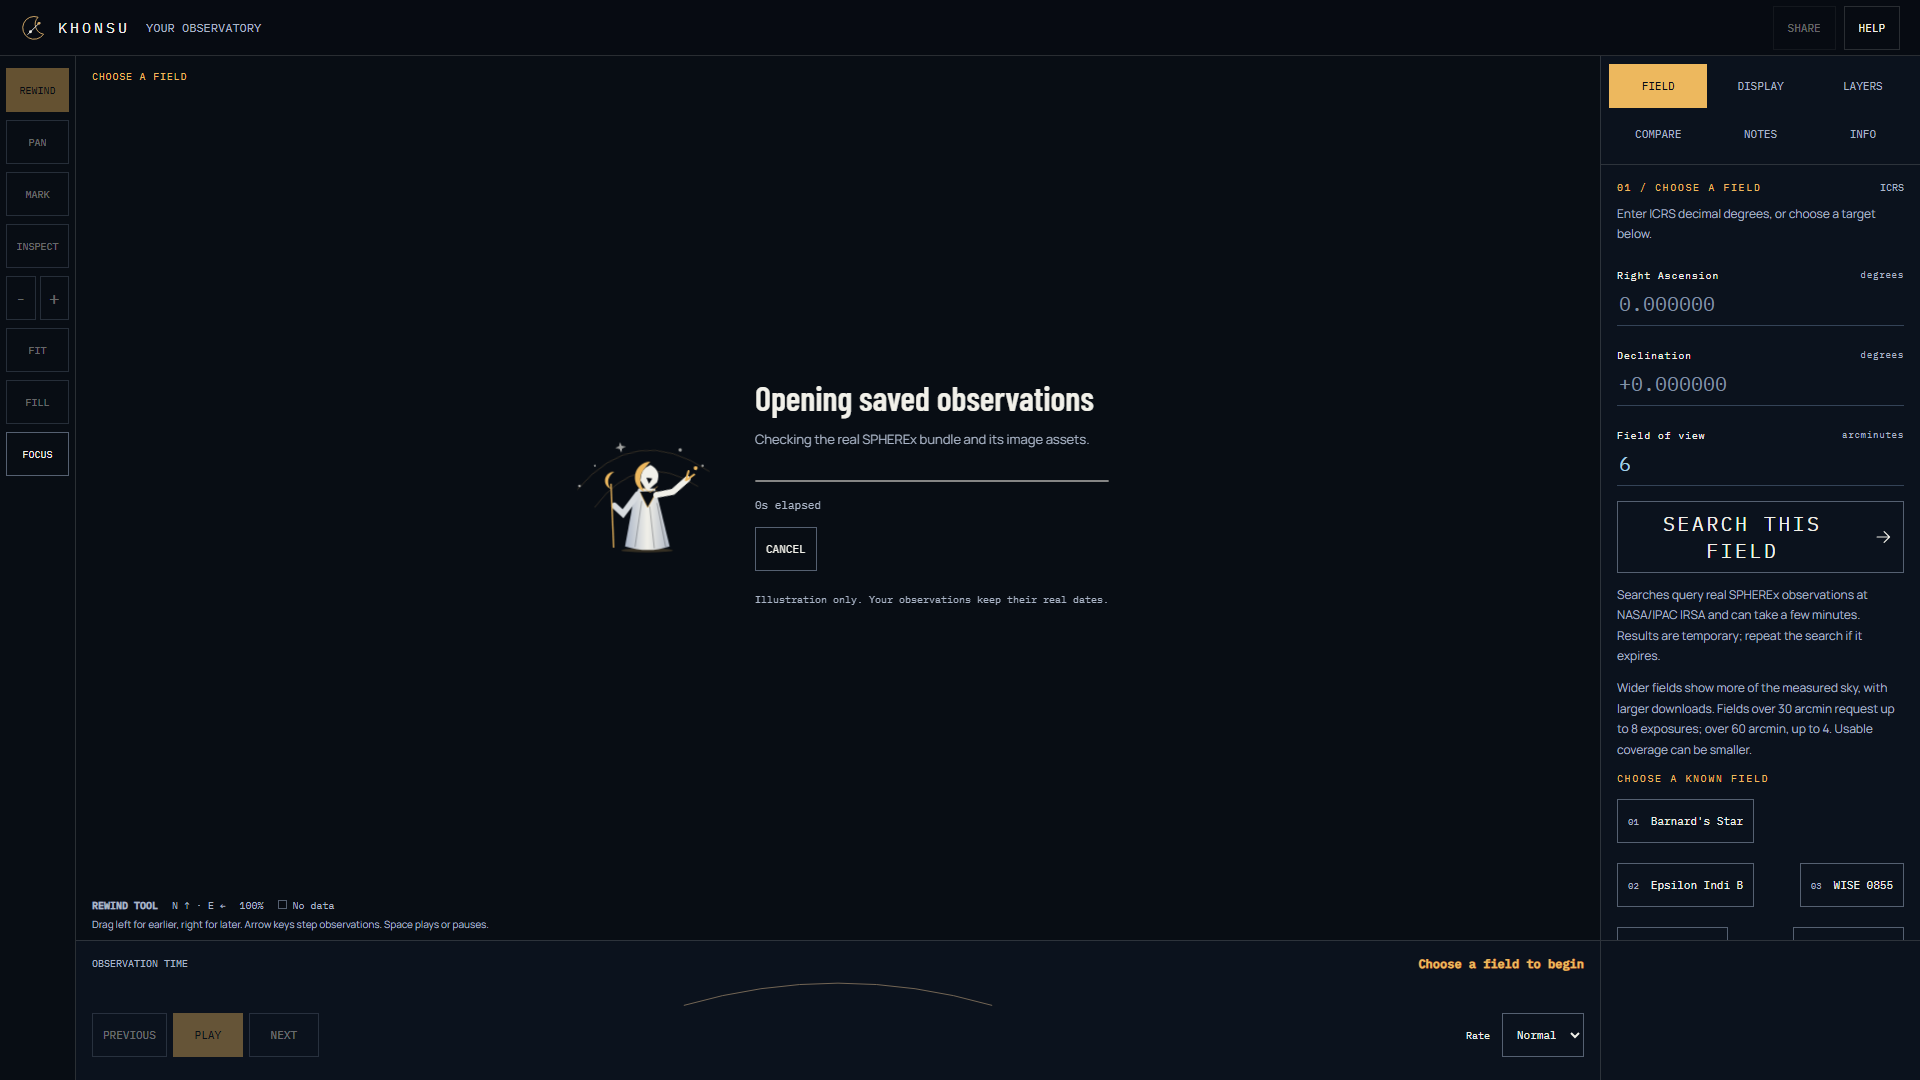 KHONSU YOUR OBSERVATORY
SHARE HELP
REWIND
PAN
MARK
INSPECT
- +
FIT
FILL
FOCUS
CHOOSE A FIELD
Opening saved observations
Checking the real SPHEREx bundle and its image assets.
0s elapsed
CANCEL
Illustration only. Your observations keep their real dates.
REWIND TOOL N ↑ · E ← 100% No data
Drag left for earlier, right for later. Arrow keys step observations. Space plays or pauses.
OBSERVATION TIME
Choose a field to begin
PREVIOUS PLAY NEXT
Rate Normal
FIELD DISPLAY LAYERS
COMPARE NOTES INFO
01 / CHOOSE A FIELD ICRS
Enter ICRS decimal degrees, or choose a target
below.
Right Ascension degrees
0.000000
Declination degrees
+0.000000
Field of view arcminutes
6
SEARCH THIS
FIELD →
Searches query real SPHEREx observations at
NASA/IPAC IRSA and can take a few minutes.
Results are temporary; repeat the search if it
expires.
Wider fields show more of the measured sky, with
larger downloads. Fields over 30 arcmin request up
to 8 exposures; over 60 arcmin, up to 4. Usable
coverage can be smaller.
CHOOSE A KNOWN FIELD
01 Barnard's Star
02 Epsilon Indi B 03 WISE 0855